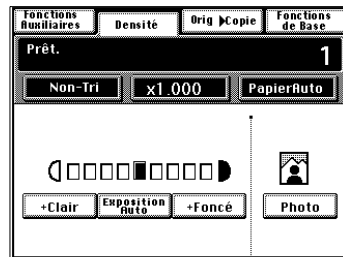 Fonctions Auxiliaires
Densité
Orig ▶Copie
Fonctions de Base
Prêt.
1
Non-Tri
x1.000
PapierAuto
+Clair
Exposition Auto
+Foncé
Photo